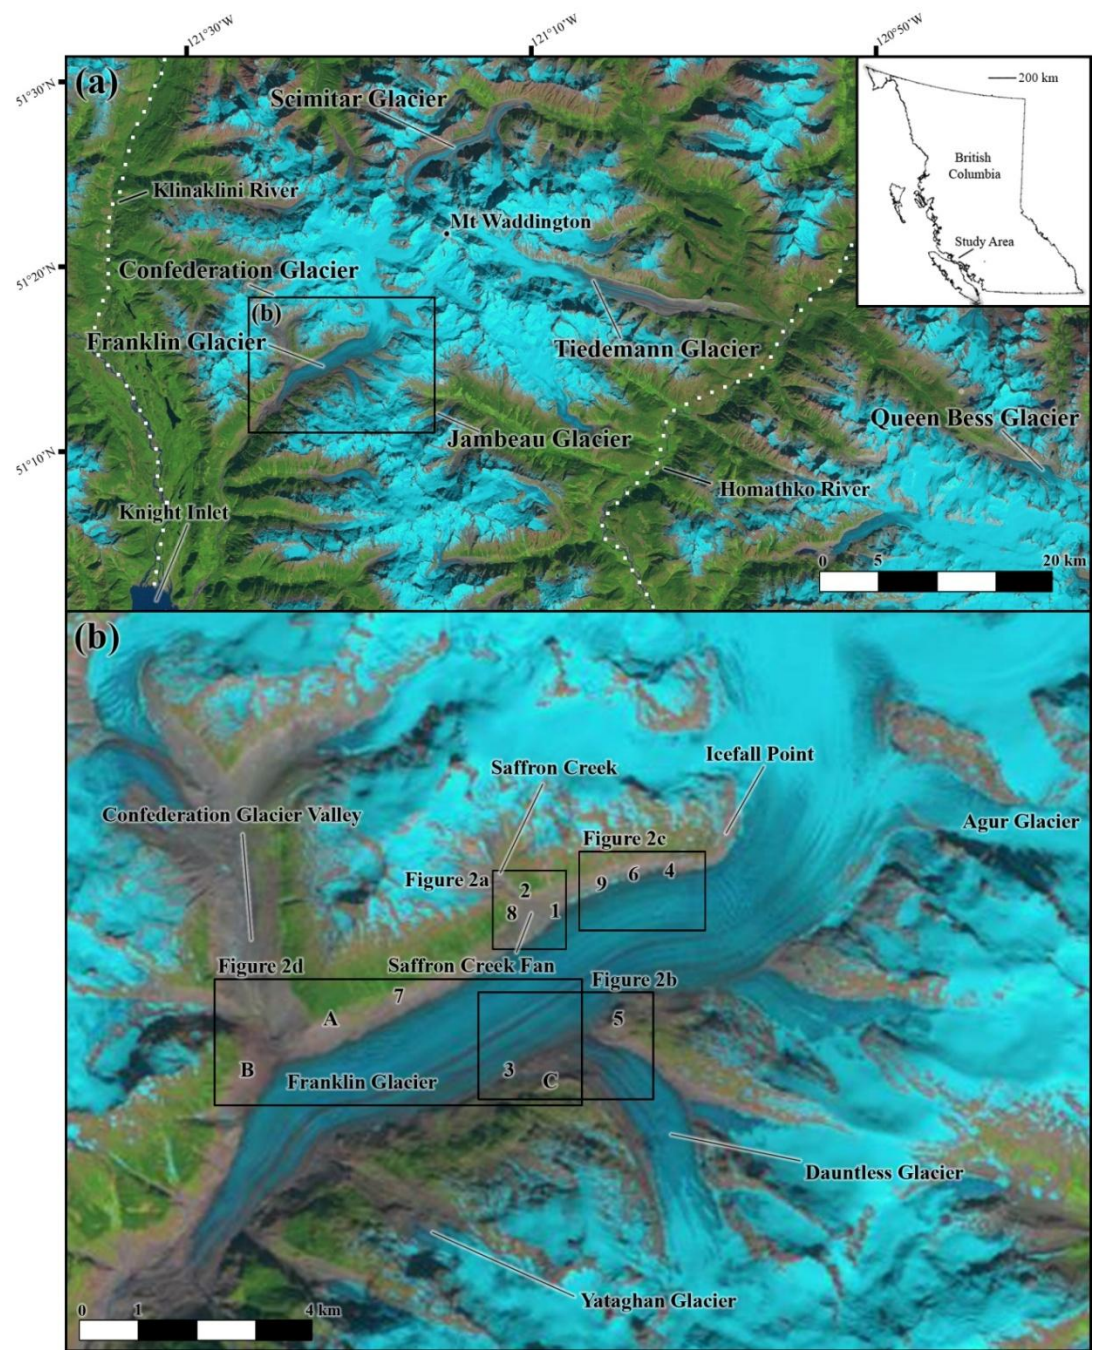 121°30'W
121°10'W
120°50'W
(a)
51°30'N
Scimitar Glacier
200 km
British
Columbia
Klinaklini River
Mt Waddington
Study Area
51°20'N
Confederation Glacier
(b)
Franklin Glacier
Tiedemann Glacier
Queen Bess Glacier
Jambeau Glacier
51°10'N
Homathko River
Knight Inlet
0 5 20 km
(b)
Icefall Point
Saffron Creek
Confederation Glacier Valley
Agur Glacier
Figure 2c
Figure 2a
9 6 4
2
8 1
Saffron Creek Fan
Figure 2d
Figure 2b
7
A
5
B
3
Franklin Glacier
C
Dauntless Glacier
Yataghan Glacier
0 1 4 km